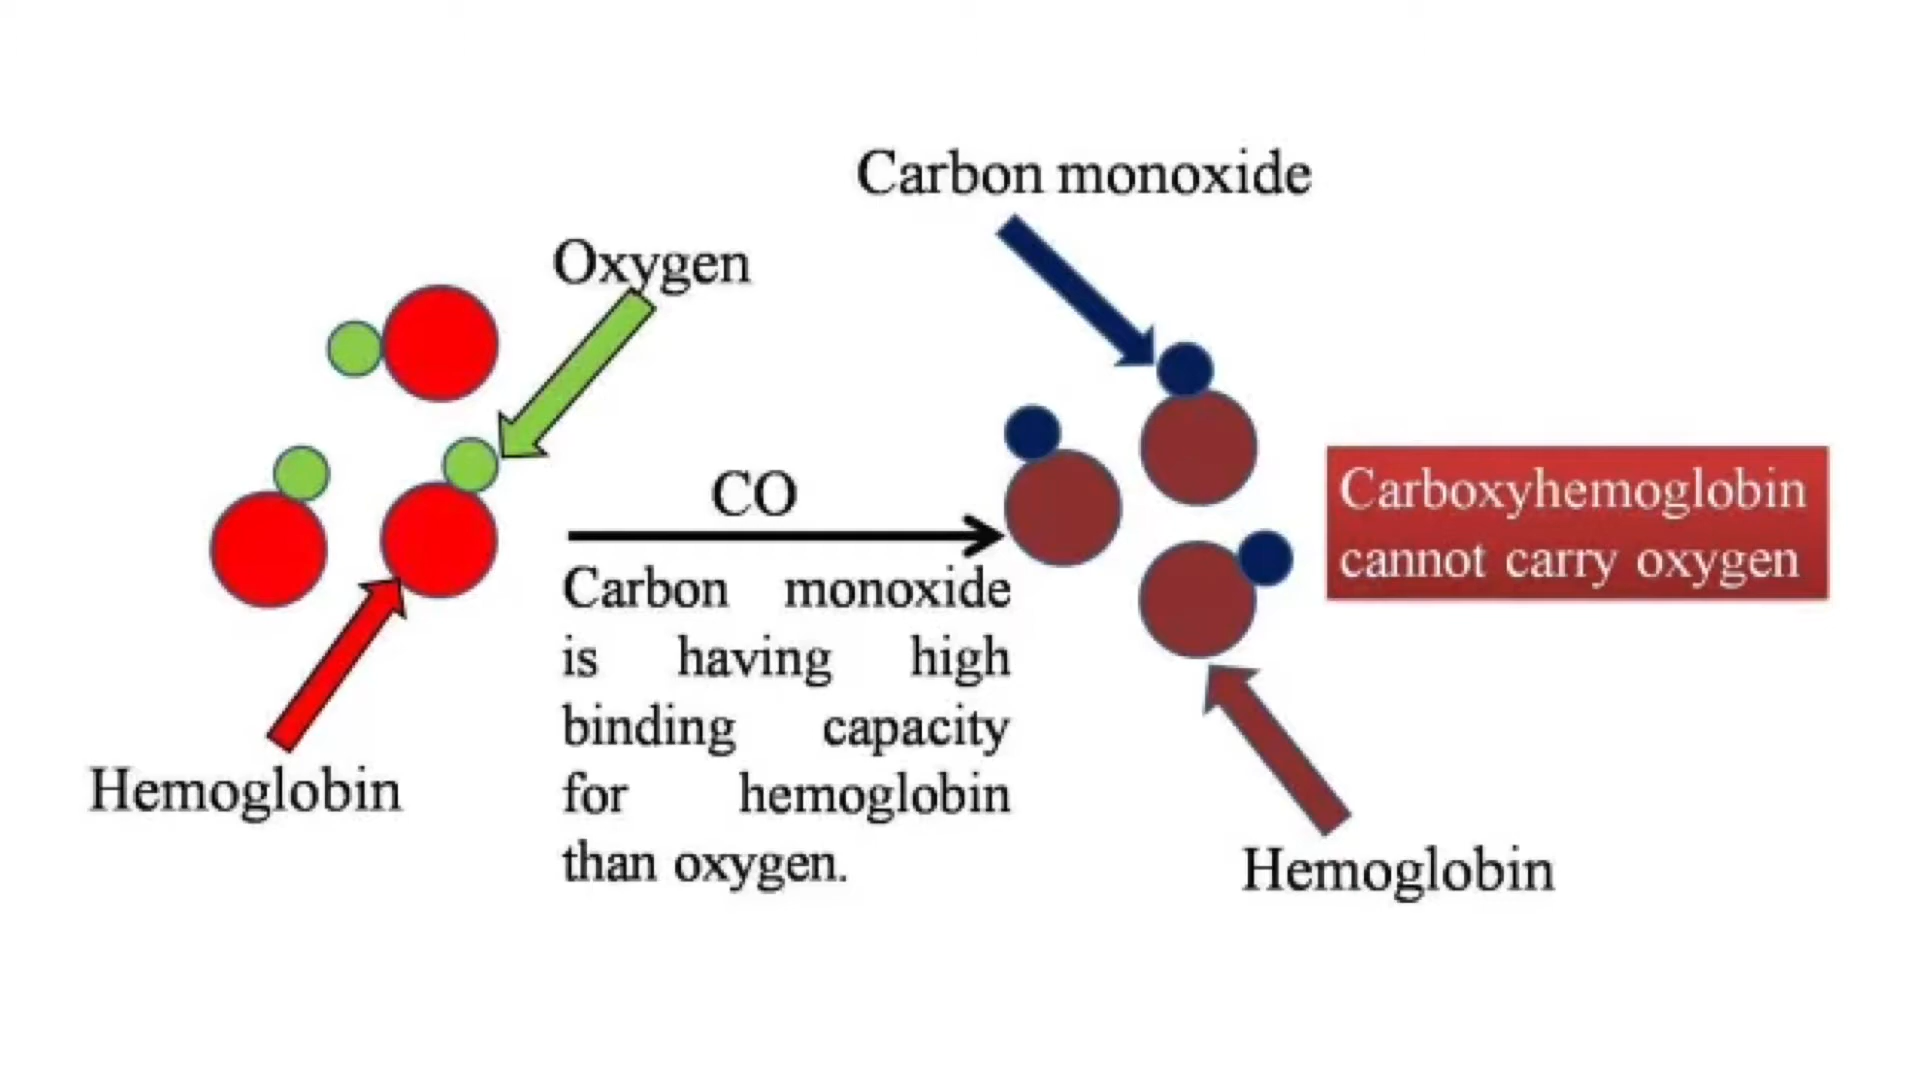 Carbon monoxide
Oxygen
CO
Carbon monoxide
is having high
binding capacity
for hemoglobin
than oxygen.
Carboxyhemoglobin
cannot carry oxygen
Hemoglobin
Hemoglobin